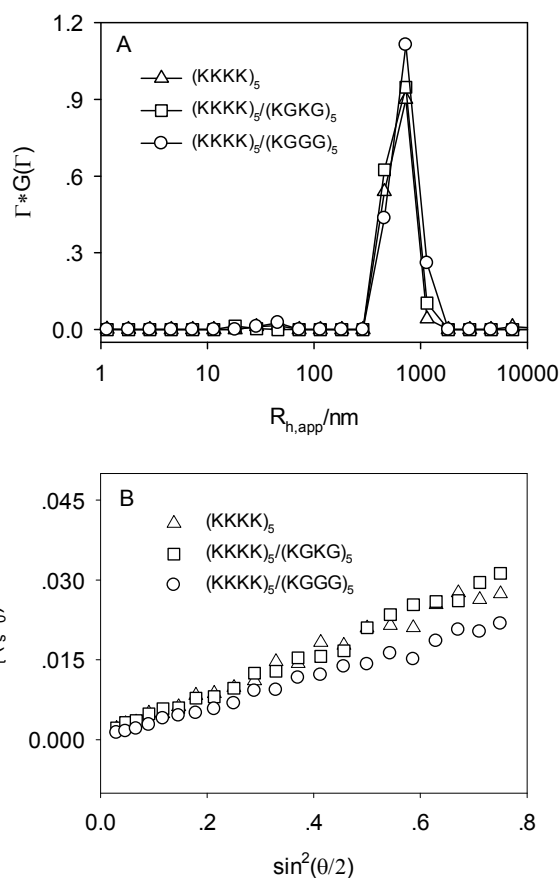 1.2
A
(KKKK)5
(KKKK)5/(KGKG)5
(KKKK)5/(KGGG)5
.9
.6
.3
0.0
Γ*G(Γ)
1 10 100 1000 10000
Rh,app/nm
.045
B
(KKKK)5
(KKKK)5/(KGKG)5
(KKKK)5/(KGGG)5
.030
.015
0.000
0.0 .2 .4 .6 .8
sin2(θ/2)